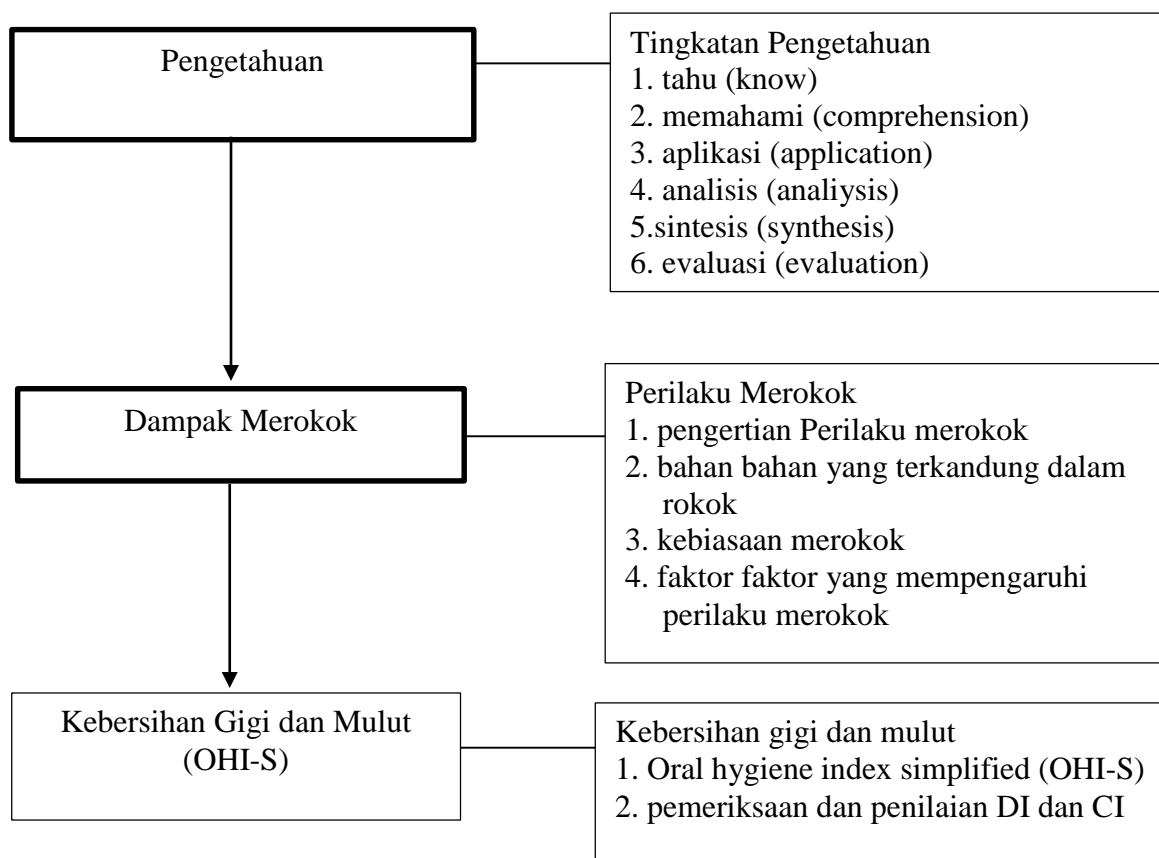 Pengetahuan
Tingkatan Pengetahuan
1. tahu (know)
2. memahami (comprehension)
3. aplikasi (application)
4. analisis (analiysis)
5.sintesis (synthesis)
6. evaluasi (evaluation)
Dampak Merokok
Perilaku Merokok
1. pengertian Perilaku merokok
2. bahan bahan yang terkandung dalam
rokok
3. kebiasaan merokok
4. faktor faktor yang mempengaruhi
perilaku merokok
Kebersihan Gigi dan Mulut
(OHI-S)
Kebersihan gigi dan mulut
1. Oral hygiene index simplified (OHI-S)
2. pemeriksaan dan penilaian DI dan CI